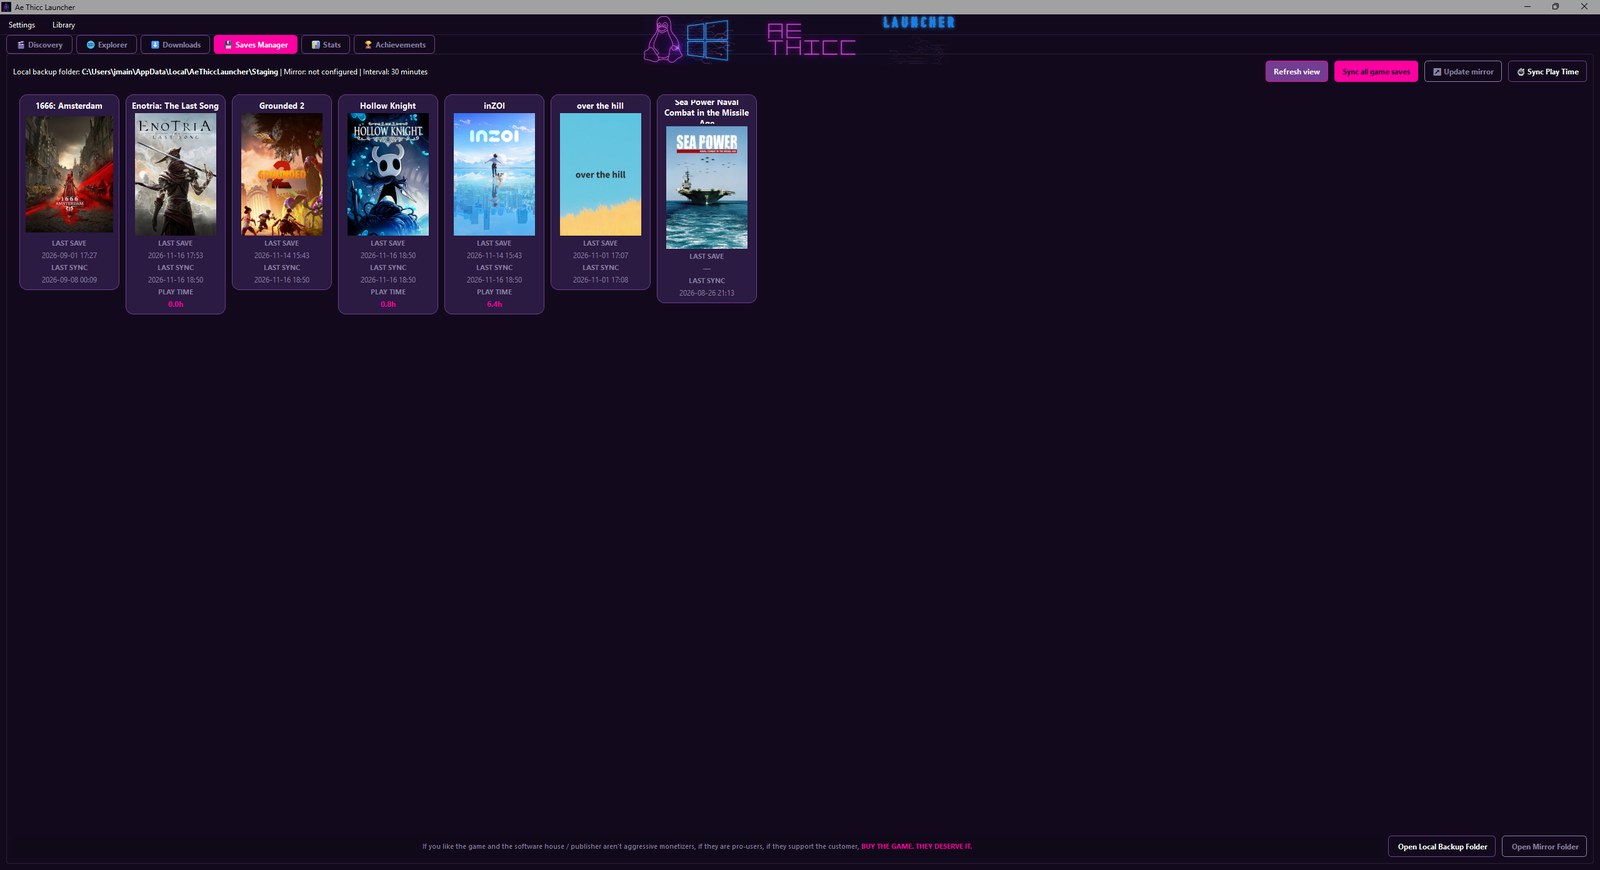 Ae Thicc Launcher
Settings Library
AE THICC
LAUNCHER
Discovery Explorer Downloads Saves Manager Stats Achievements
Local backup folder: C:\Users\jmain\AppData\Local\AeThiccLauncher\Staging | Mirror: not configured | Interval: 30 minutes
Refresh view Sync all game saves Update mirror Sync Play Time
1666: Amsterdam
1666
AMSTERDAM
LAST SAVE
2026-09-01 17:27
LAST SYNC
2026-09-08 00:09
Enotria: The Last Song
ENOTRIA
LAST SONG
LAST SAVE
2026-11-16 17:53
LAST SYNC
2026-11-16 18:50
PLAY TIME
0.0h
Grounded 2
GROUNDED
2
LAST SAVE
2026-11-14 15:43
LAST SYNC
2026-11-16 18:50
Hollow Knight
HOLLOW KNIGHT
LAST SAVE
2026-11-16 18:50
LAST SYNC
2026-11-16 18:50
PLAY TIME
0.8h
inZOI
INZOI
LAST SAVE
2026-11-14 15:43
LAST SYNC
2026-11-16 18:50
PLAY TIME
6.4h
over the hill
over the hill
LAST SAVE
2026-11-01 17:07
LAST SYNC
2026-11-01 17:08
Sea Power Naval
Combat in the Missile
Age
SEA POWER
LAST SAVE
—
LAST SYNC
2026-08-26 21:13
If you like the game and the software house / publisher aren't aggressive monetizers, if they are pro-users, if they support the customer, BUY THE GAME. THEY DESERVE IT.
Open Local Backup Folder Open Mirror Folder